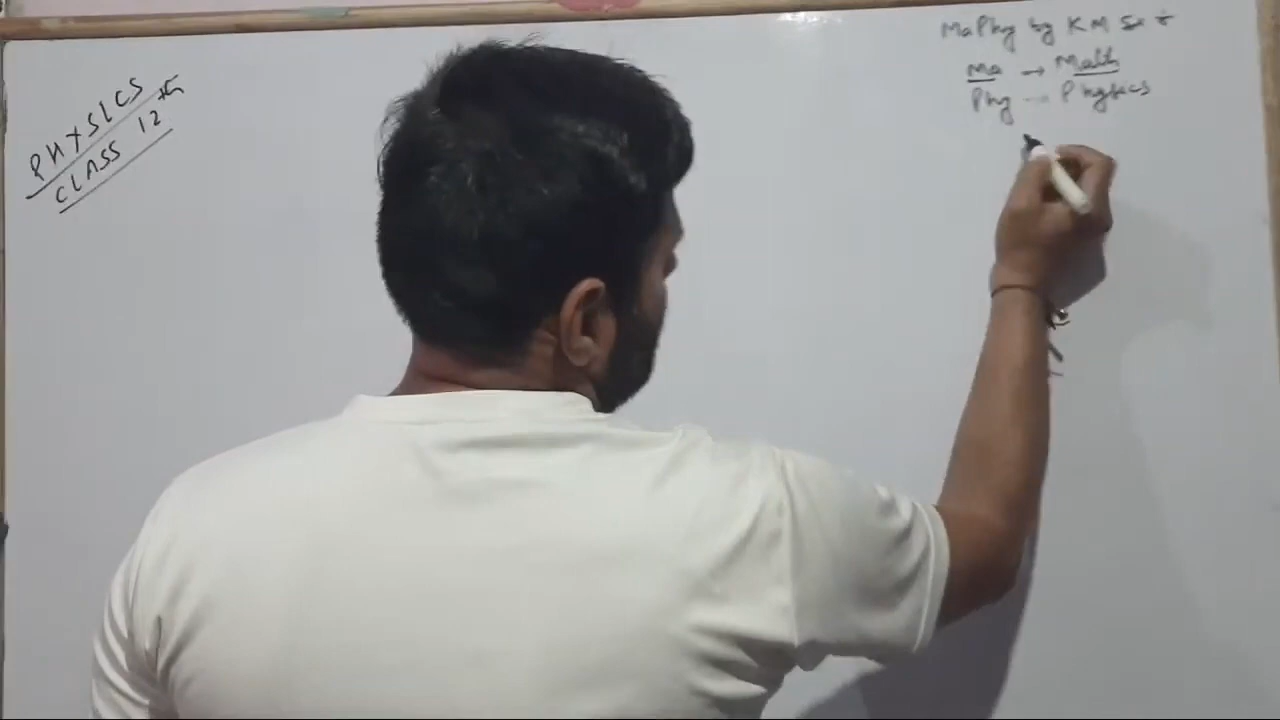 PHYSICS
CLASS 12th
MaPhy by KM Sir
Ma → Math
Phy → Physics